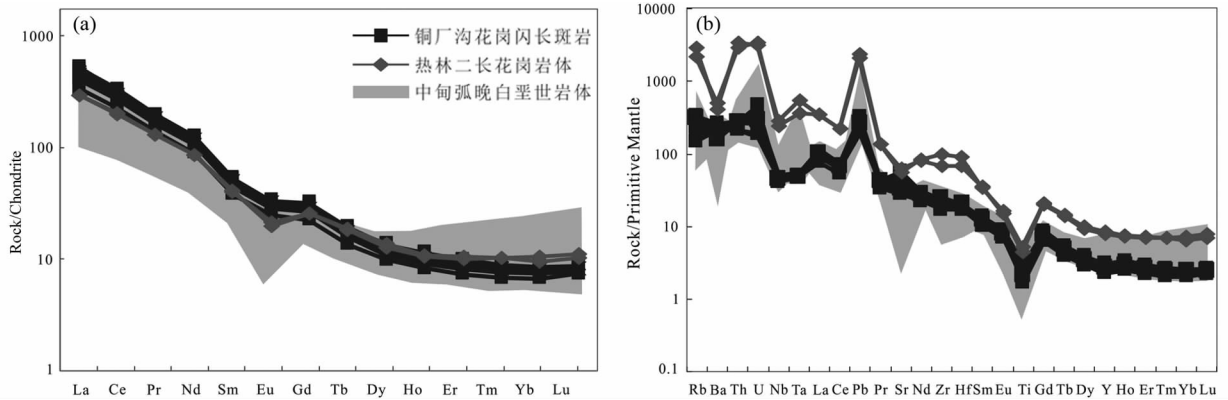 (a)
铜厂沟花岗闪长斑岩
热林二长花岗岩体
中甸弧晚白垩世岩体
Rock/Chondrite
1000
100
10
1
La Ce Pr Nd Sm Eu Gd Tb Dy Ho Er Tm Yb Lu
(b)
Rock/Primitive Mantle
10000
1000
100
10
1
0.1
Rb Ba Th U Nb Ta La Ce Pb Pr Sr Nd Zr Hf Sm Eu Ti Gd Tb Dy Y Ho Er Tm Yb Lu